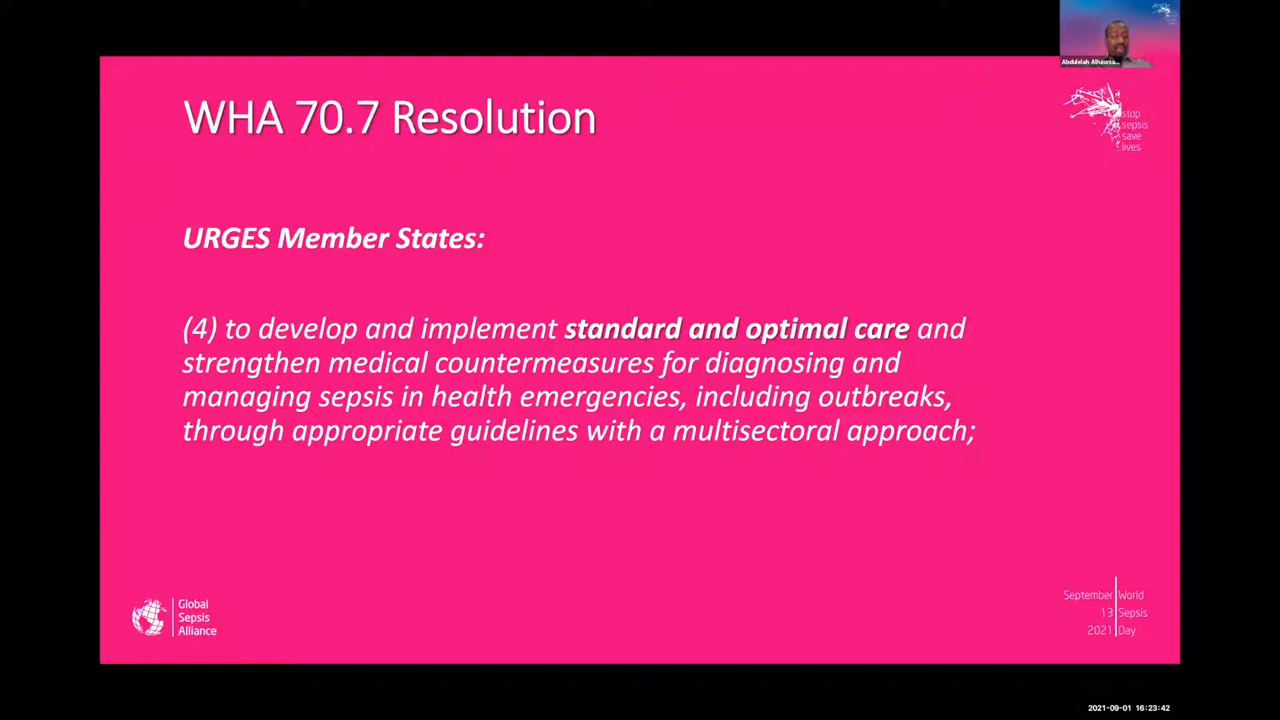 Abdulelah Alhawsa...
WHA 70.7 Resolution
stop
sepsis
save
lives
URGES Member States:
(4) to develop and implement standard and optimal care and
strengthen medical countermeasures for diagnosing and
managing sepsis in health emergencies, including outbreaks,
through appropriate guidelines with a multisectoral approach;
Global
Sepsis
Alliance
September World
13 Sepsis
2021 Day
2021-09-01 16:23:42